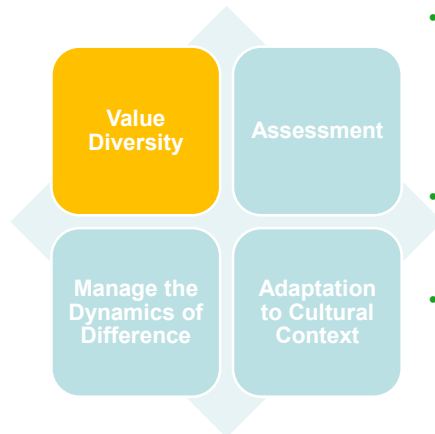 Value
Diversity
Assessment
Manage the
Dynamics of
Difference
Adaptation
to Cultural
Context